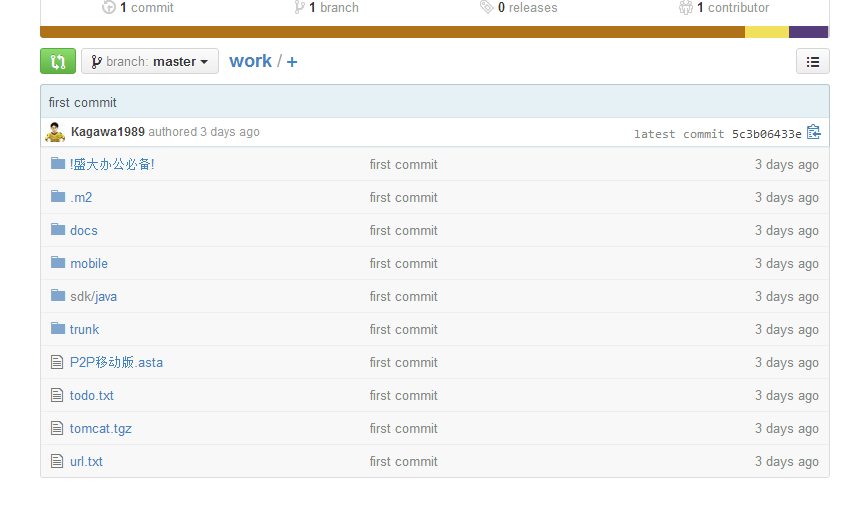 1 commit 1 branch 0 releases 1 contributor
branch: master work / +
first commit
Kagawa1989 authored 3 days ago latest commit 5c3b06433e
!盛大办公必备! first commit 3 days ago
.m2 first commit 3 days ago
docs first commit 3 days ago
mobile first commit 3 days ago
sdk/java first commit 3 days ago
trunk first commit 3 days ago
P2P移动版.asta first commit 3 days ago
todo.txt first commit 3 days ago
tomcat.tgz first commit 3 days ago
url.txt first commit 3 days ago